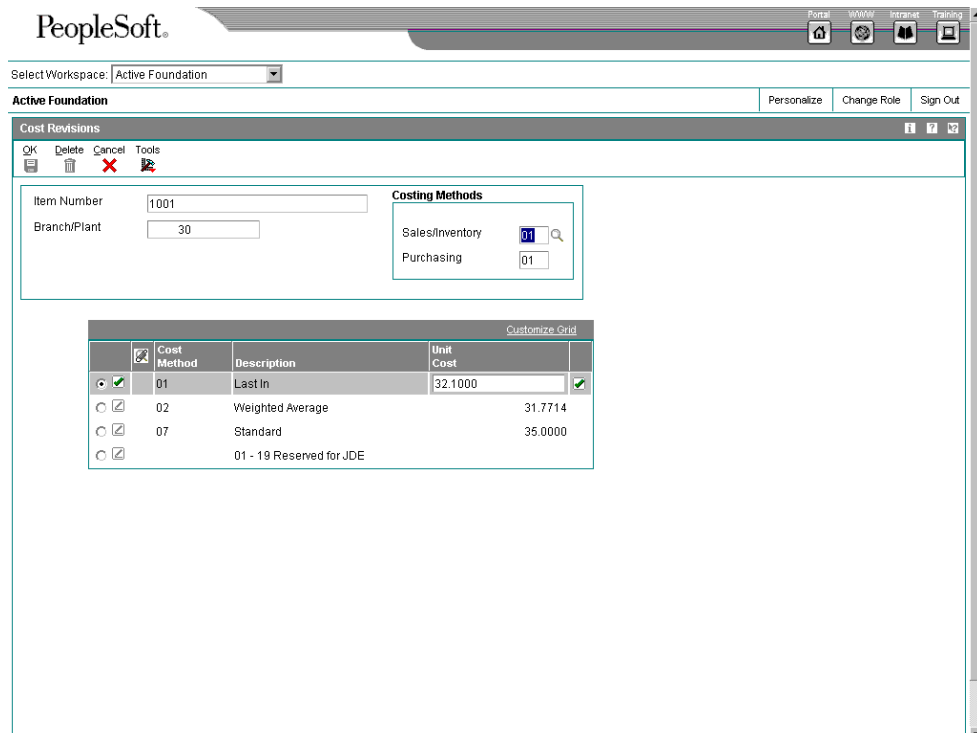 Portal WWW Intranet Training
PeopleSoft.
Select Workspace: Active Foundation
Active Foundation Personalize Change Role Sign Out
Cost Revisions i ? ?
OK Delete Cancel Tools
Item Number 1001
Branch/Plant 30
Costing Methods
Sales/Inventory 01
Purchasing 01
Customize Grid
Cost Method Description Unit Cost
01 Last In 32.1000
02 Weighted Average 31.7714
07 Standard 35.0000
01 - 19 Reserved for JDE